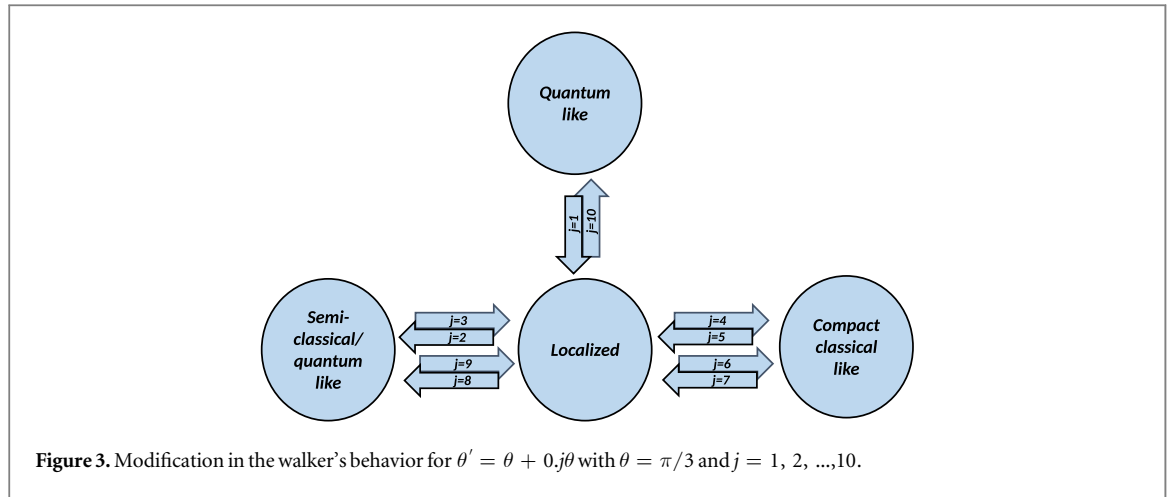 Quantum
like
j=1
j=10
Semi-
classical/
quantum
like
j=3
j=2
j=9
j=8
Localized
j=4
j=5
j=6
j=7
Compact
classical
like
Figure 3. Modification in the walker's behavior for θ′ = θ + 0.jθ with θ = π/3 and j = 1, 2, ...,10.